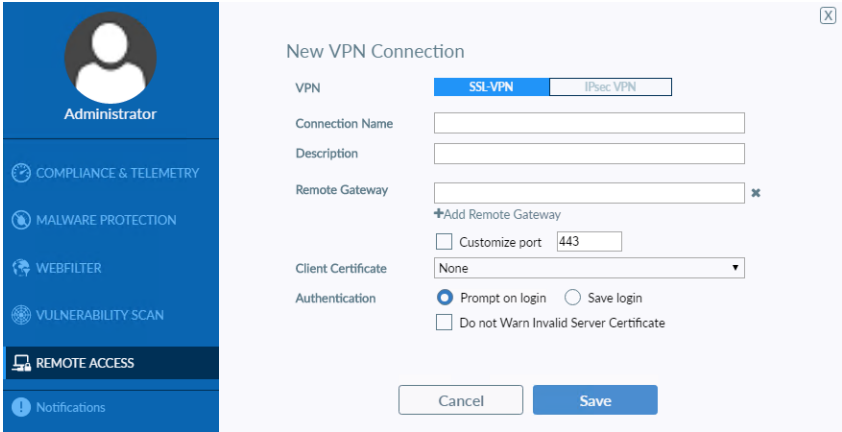 X
Administrator
COMPLIANCE & TELEMETRY
MALWARE PROTECTION
WEBFILTER
VULNERABILITY SCAN
REMOTE ACCESS
Notifications
New VPN Connection
VPN SSL-VPN IPsec VPN
Connection Name
Description
Remote Gateway
+Add Remote Gateway
Customize port 443
Client Certificate None
Authentication Prompt on login Save login
Do not Warn Invalid Server Certificate
Cancel Save